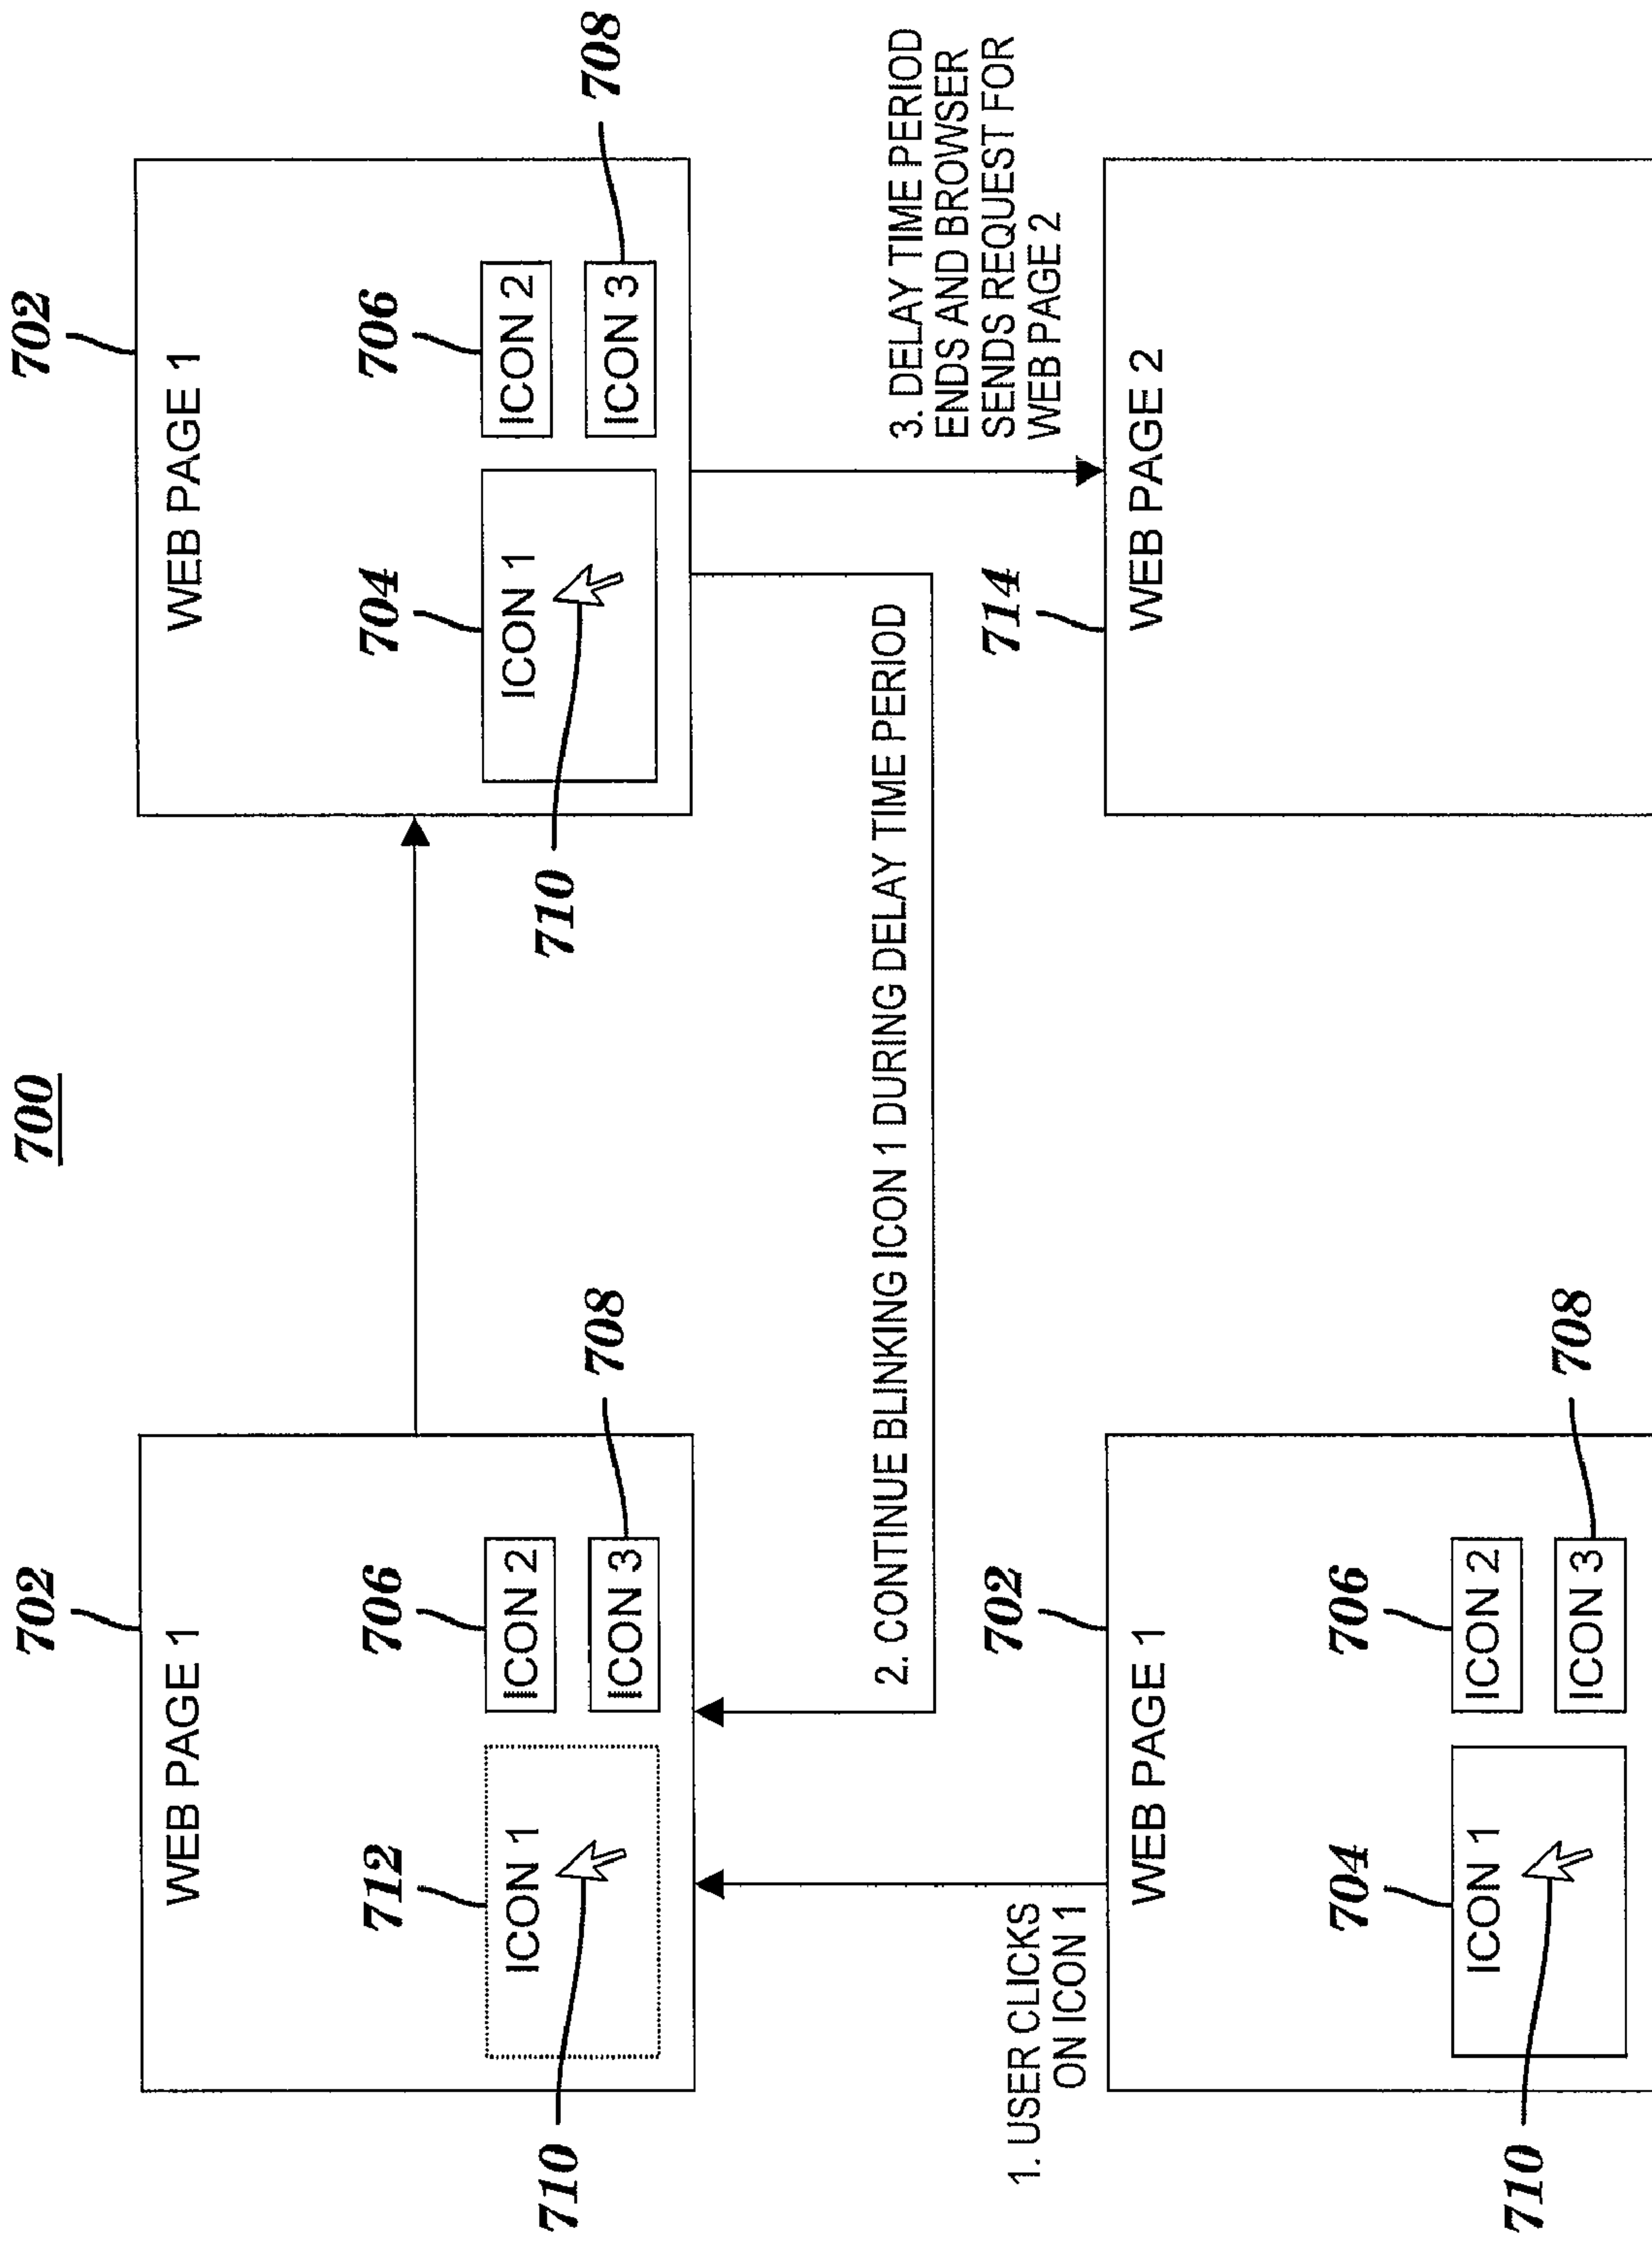 700
702
WEB PAGE 1
712
706
ICON 1
ICON 2
ICON 3
710
708
702
WEB PAGE 1
704
706
ICON 1
ICON 2
ICON 3
710
708
2. CONTINUE BLINKING ICON 1 DURING DELAY TIME PERIOD
1. USER CLICKS
ON ICON 1
3. DELAY TIME PERIOD
ENDS AND BROWSER
SENDS REQUEST FOR
WEB PAGE 2
702
WEB PAGE 1
704
706
ICON 1
ICON 2
ICON 3
710
708
714
WEB PAGE 2